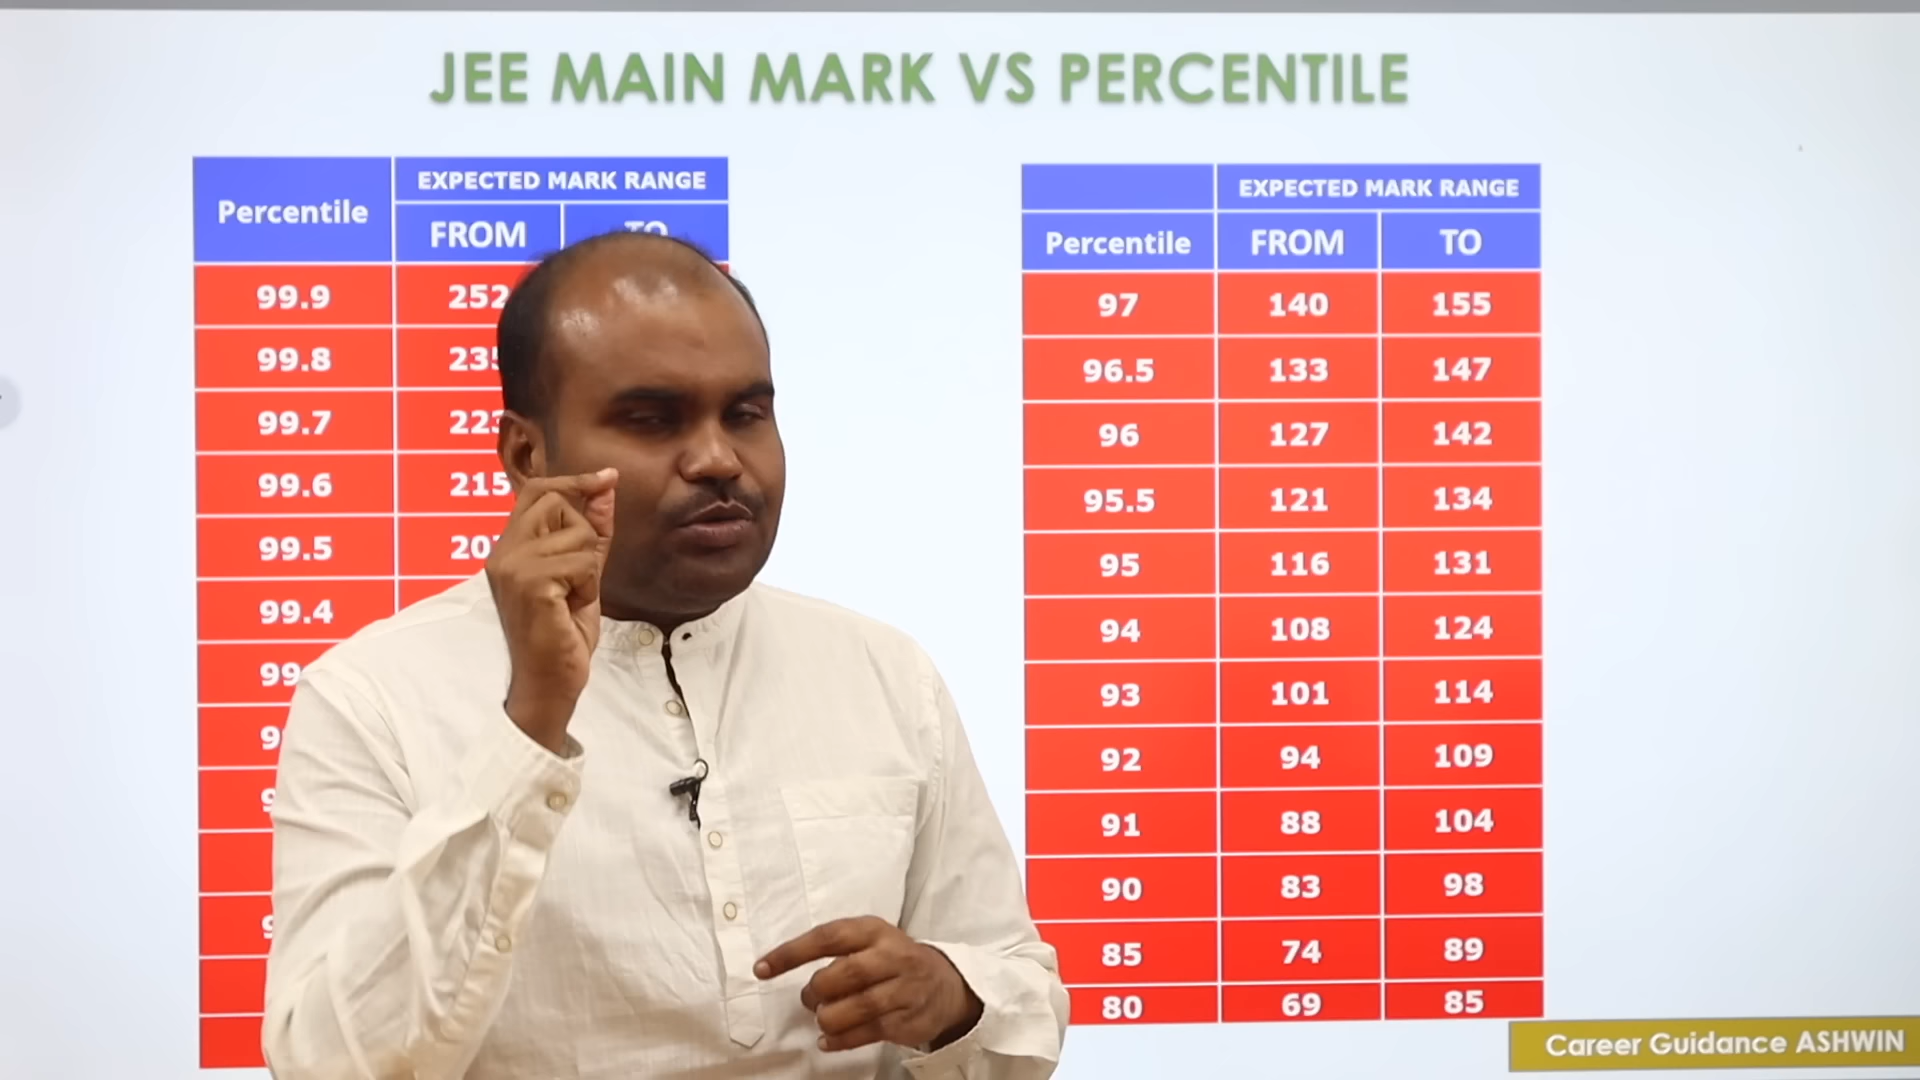 JEE MAIN MARK VS PERCENTILE
Percentile EXPECTED MARK RANGE
FROM TO
99.9 252
99.8
99.7
99.6 215
99.5
99.4
EXPECTED MARK RANGE
Percentile FROM TO
97 140 155
96.5 133 147
96 127 142
95.5 121 134
95 116 131
94 108 124
93 101 114
92 94 109
91 88 104
90 83 98
85 74 89
80 69 85
Career Guidance ASHWIN